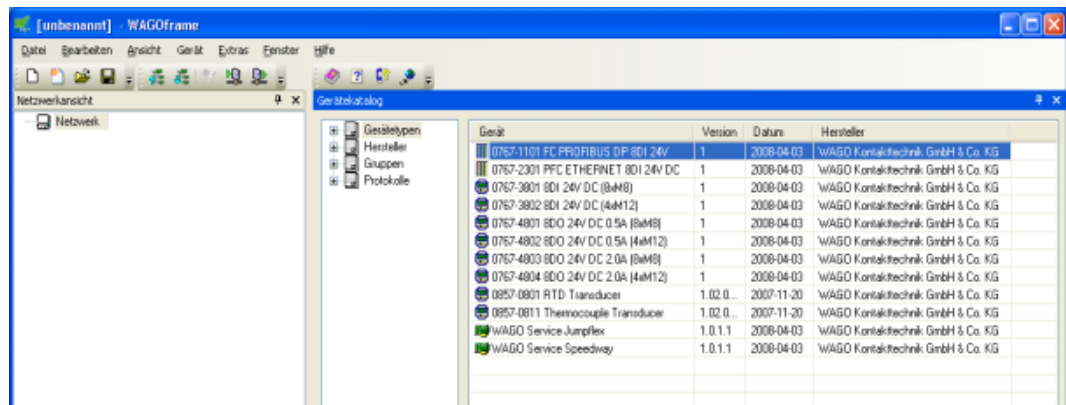 [unbenannt] - WAGOframe
Datei Bearbeiten Ansicht Gerät Extras Fenster Hilfe
Netzwerkansicht
Gerätekatalog
Netzwerk
Gerätetypen
Hersteller
Gruppen
Protokolle
Gerät Version Datum Hersteller
0767-1101 FC PROFIBUS DP 8DI 24V 1 2008-04-03 WAGO Kontakttechnik GmbH & Co. KG
0767-2301 PFC ETHERNET 8DI 24V DC 1 2008-04-03 WAGO Kontakttechnik GmbH & Co. KG
0767-3801 8DI 24V DC (8xM8) 1 2008-04-03 WAGO Kontakttechnik GmbH & Co. KG
0767-3802 8DI 24V DC (4xM12) 1 2008-04-03 WAGO Kontakttechnik GmbH & Co. KG
0767-4801 8DO 24V DC 0.5A (8xM8) 1 2008-04-03 WAGO Kontakttechnik GmbH & Co. KG
0767-4802 8DO 24V DC 0.5A (4xM12) 1 2008-04-03 WAGO Kontakttechnik GmbH & Co. KG
0767-4803 8DO 24V DC 2.0A (8xM8) 1 2008-04-03 WAGO Kontakttechnik GmbH & Co. KG
0767-4804 8DO 24V DC 2.0A (4xM12) 1 2008-04-03 WAGO Kontakttechnik GmbH & Co. KG
0857-0801 RTD Transducer 1.02.0... 2007-11-20 WAGO Kontakttechnik GmbH & Co. KG
0857-0811 Thermocouple Transducer 1.02.0... 2007-11-20 WAGO Kontakttechnik GmbH & Co. KG
WAGO Service Jumpflex 1.0.1.1 2008-04-03 WAGO Kontakttechnik GmbH & Co. KG
WAGO Service Speedway 1.0.1.1 2008-04-03 WAGO Kontakttechnik GmbH & Co. KG